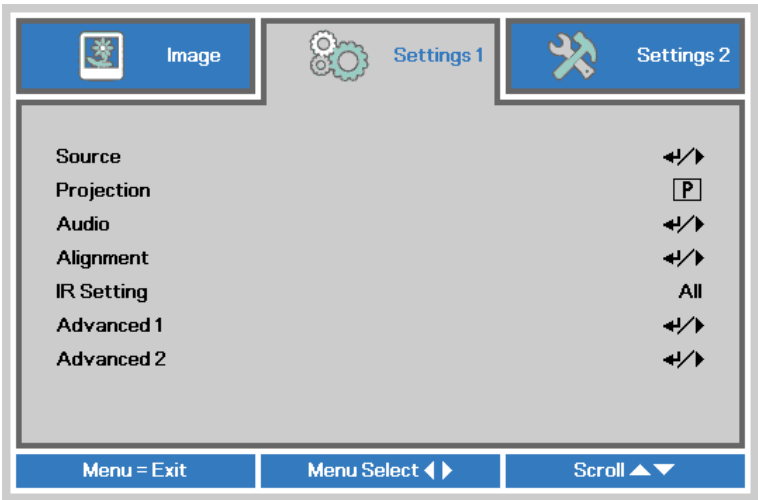 Image
Settings 1
Settings 2
Source
Projection P
Audio
Alignment
IR Setting All
Advanced 1
Advanced 2
Menu = Exit
Menu Select
Scroll